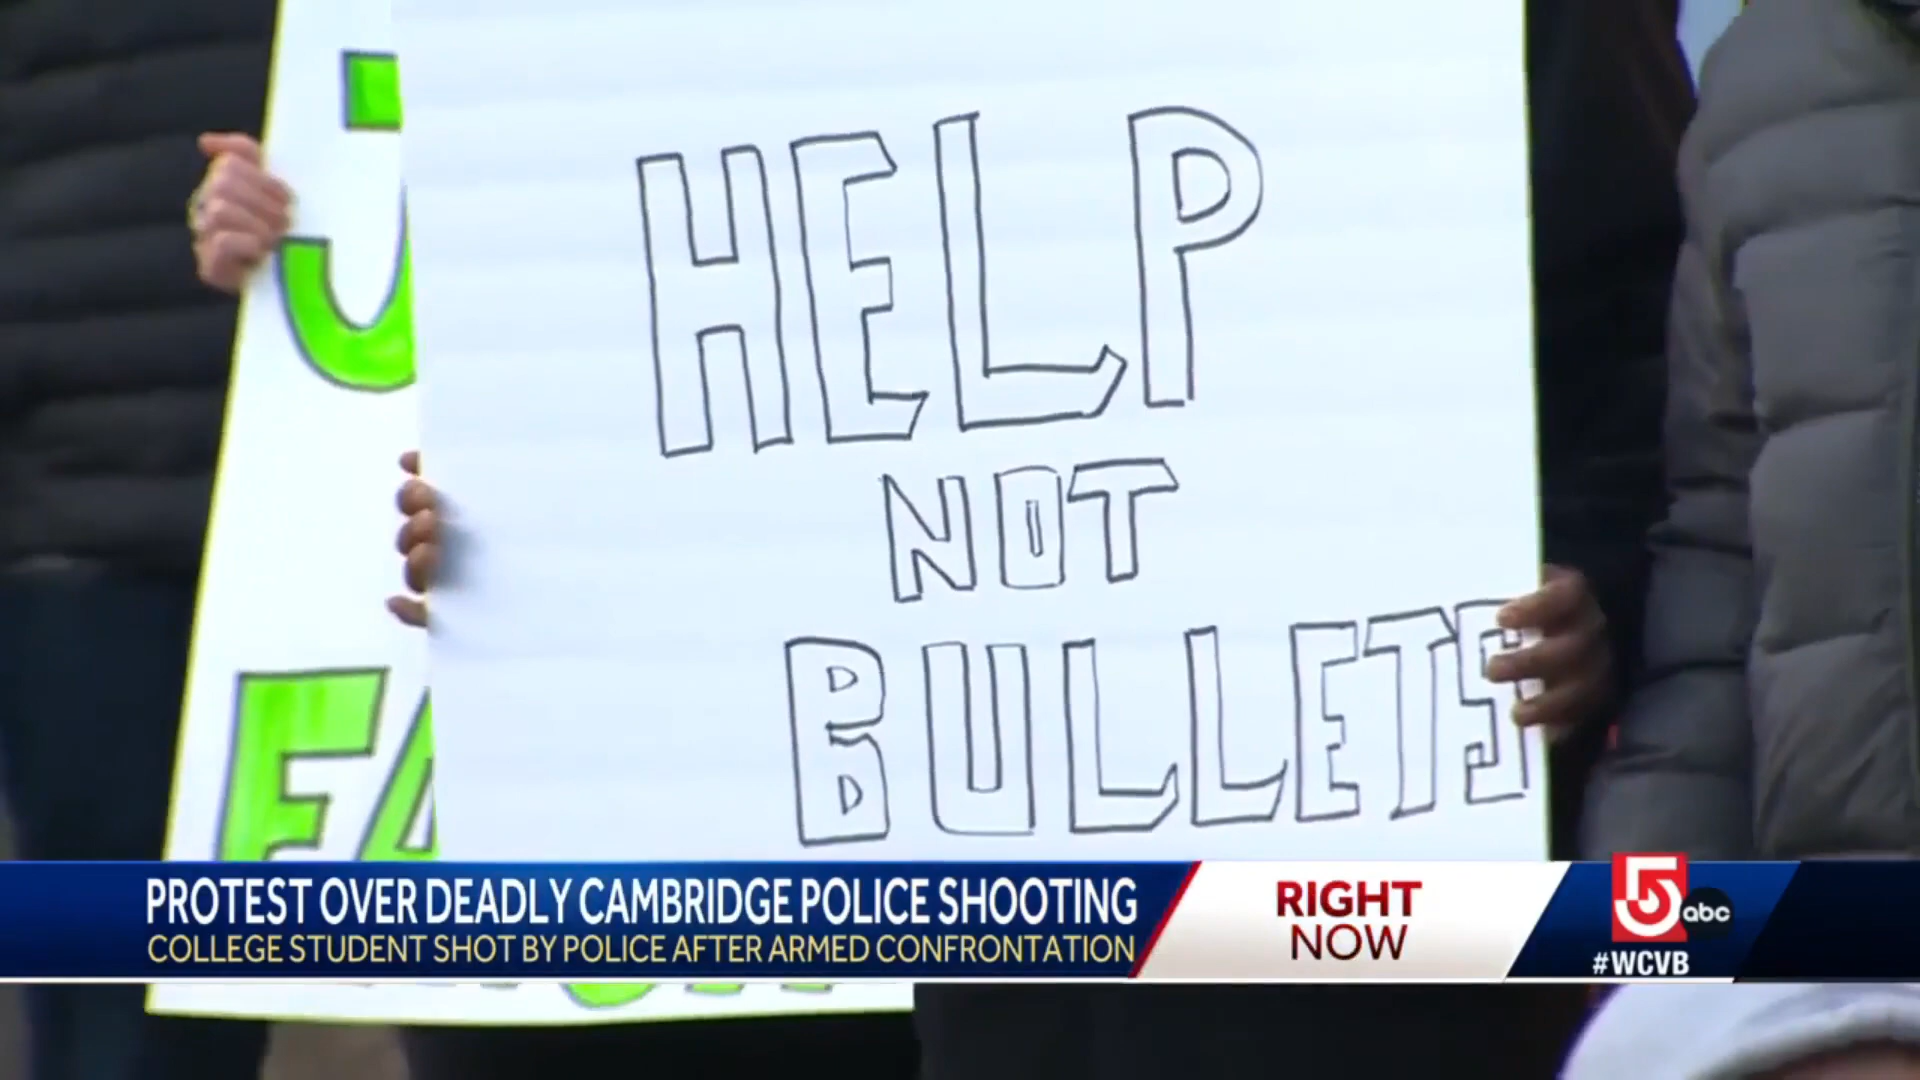 HELP
NOT
BULLETS
PROTEST OVER DEADLY CAMBRIDGE POLICE SHOOTING
COLLEGE STUDENT SHOT BY POLICE AFTER ARMED CONFRONTATION
RIGHT
NOW
5
abc
#WCVB